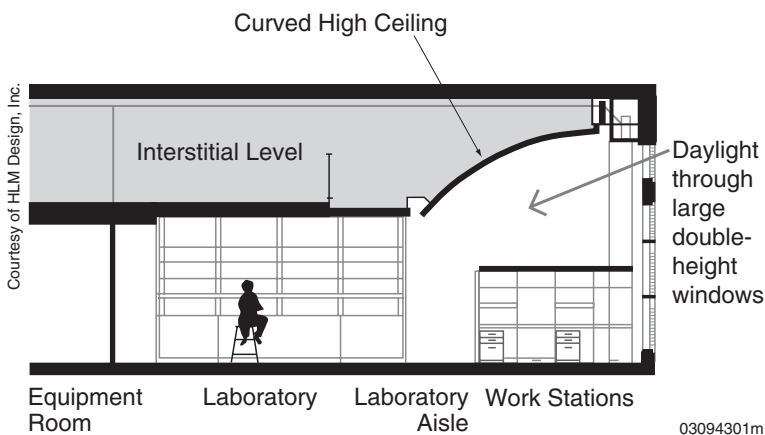 Curved High Ceiling
Courtesy of HLM Design, Inc.
Interstitial Level
Daylight
through
large
double-
height
windows
Equipment
Room
Laboratory
Laboratory
Aisle
Work Stations
03094301m